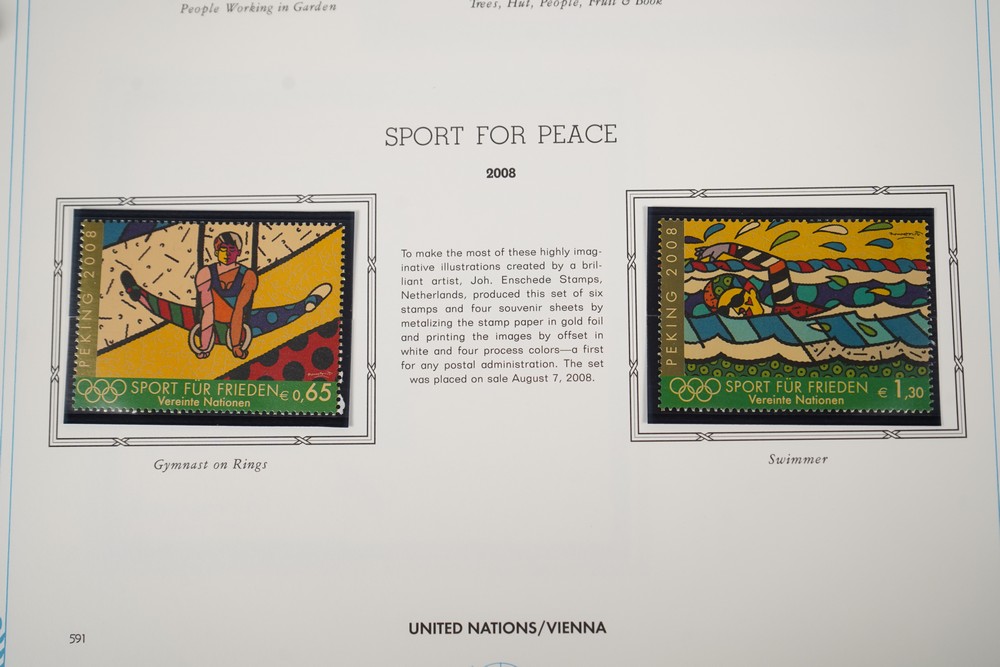 People Working in Garden
Trees, Hut, People, Fruit & Book
SPORT FOR PEACE
2008
PEKING 2008
SPORT FÜR FRIEDEN
Vereinte Nationen
€ 0,65
Gymnast on Rings
To make the most of these highly imag-
inative illustrations created by a bril-
liant artist, Joh. Enschede Stamps,
Netherlands, produced this set of six
stamps and four souvenir sheets by
metalizing the stamp paper in gold foil
and printing the images by offset in
white and four process colors—a first
for any postal administration. The set
was placed on sale August 7, 2008.
PEKING 2008
SPORT FÜR FRIEDEN
Vereinte Nationen
€ 1,30
Swimmer
591
UNITED NATIONS/VIENNA